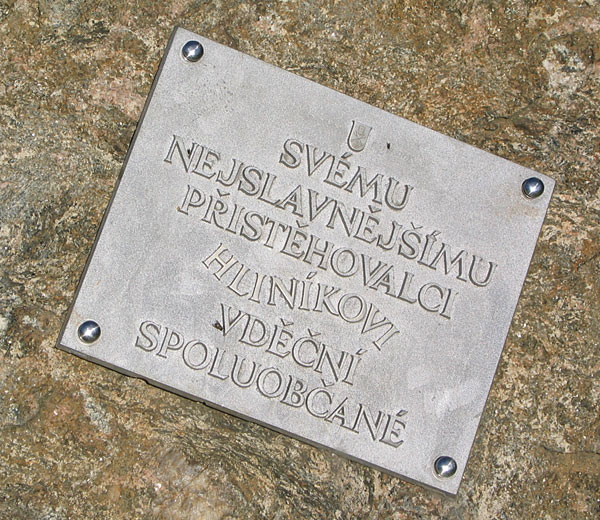 SVÉMU
NEJSLAVNĚJŠÍMU
PŘISTĚHOVALCI
HLINÍKOVI
VDĚČNÍ
SPOLUOBČANÉ